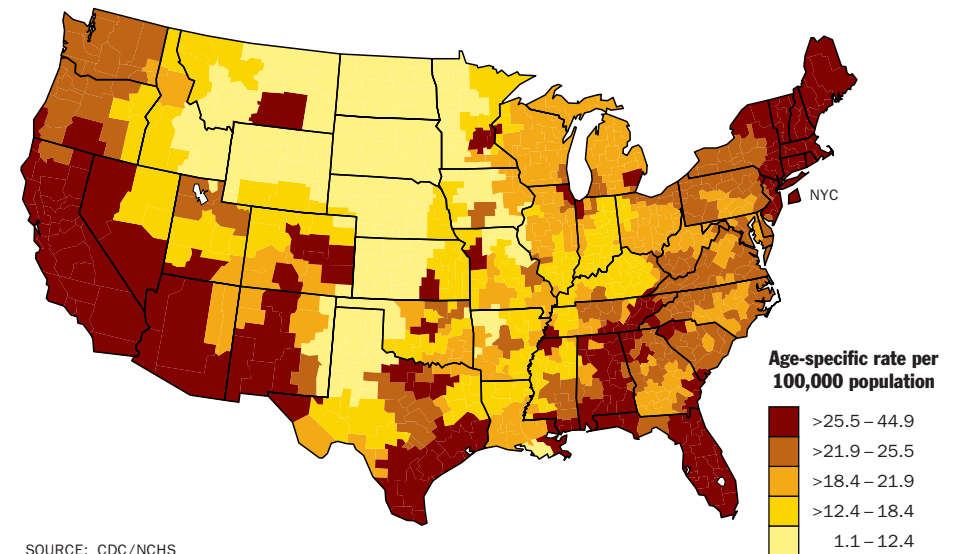 NYC
Age-specific rate per
100,000 population
>25.5 – 44.9
>21.9 – 25.5
>18.4 – 21.9
>12.4 – 18.4
1.1 – 12.4
SOURCE: CDC/NCHS